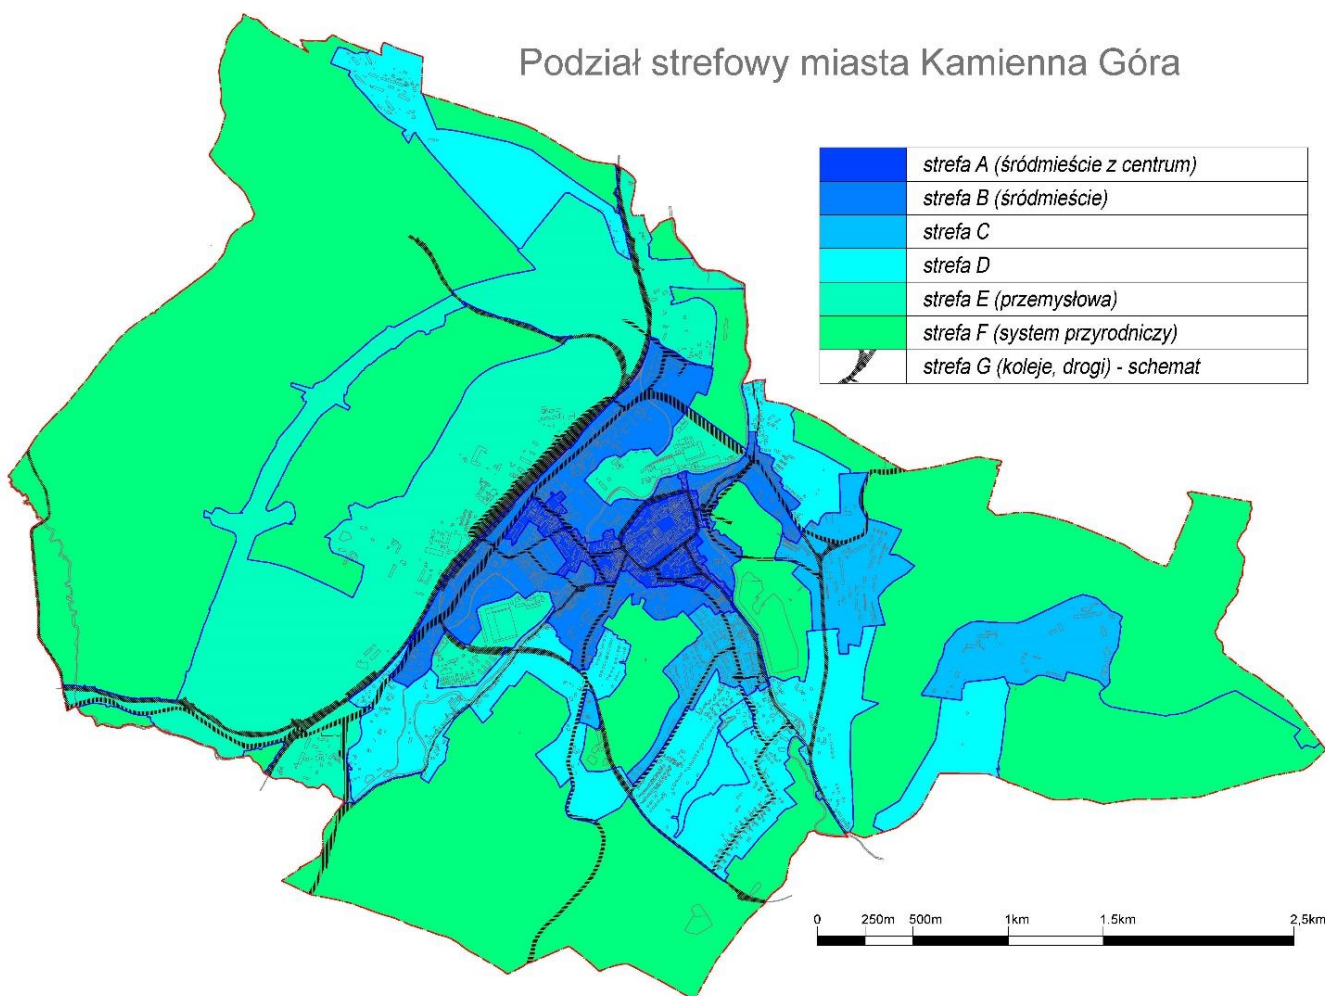 Podział strefowy miasta Kamienna Góra
strefa A (śródmieście z centrum)
strefa B (śródmieście)
strefa C
strefa D
strefa E (przemysłowa)
strefa F (system przyrodniczy)
strefa G (koleje, drogi) - schemat
0 250m 500m 1km 1.5km 2,5km